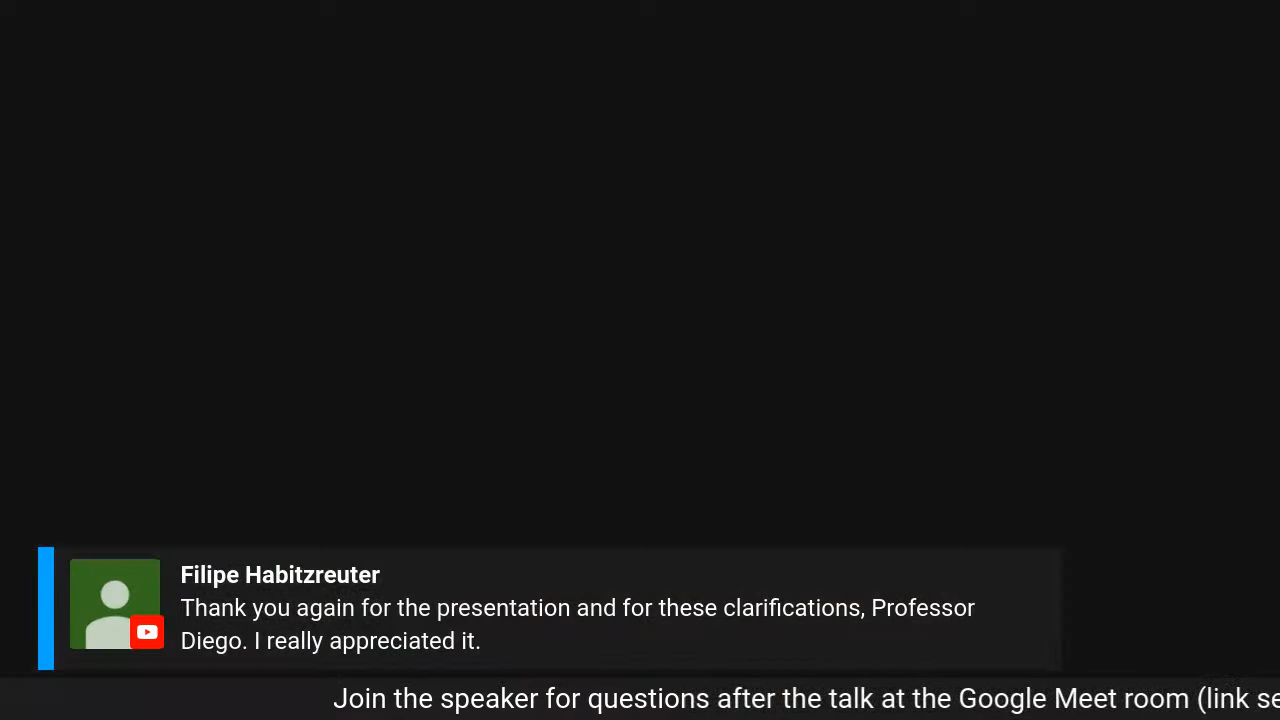 Filipe Habitzreuter
Thank you again for the presentation and for these clarifications, Professor
Diego. I really appreciated it.
Join the speaker for questions after the talk at the Google Meet room (link se